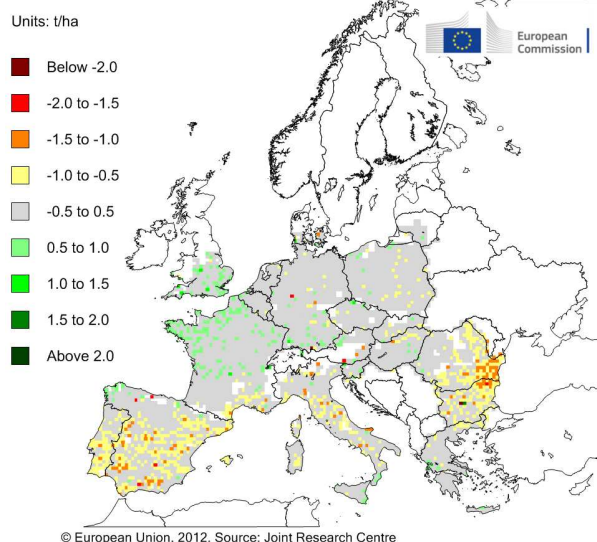 Units: t/ha
European
Commission
Below -2.0
-2.0 to -1.5
-1.5 to -1.0
-1.0 to -0.5
-0.5 to 0.5
0.5 to 1.0
1.0 to 1.5
1.5 to 2.0
Above 2.0
© European Union, 2012. Source: Joint Research Centre